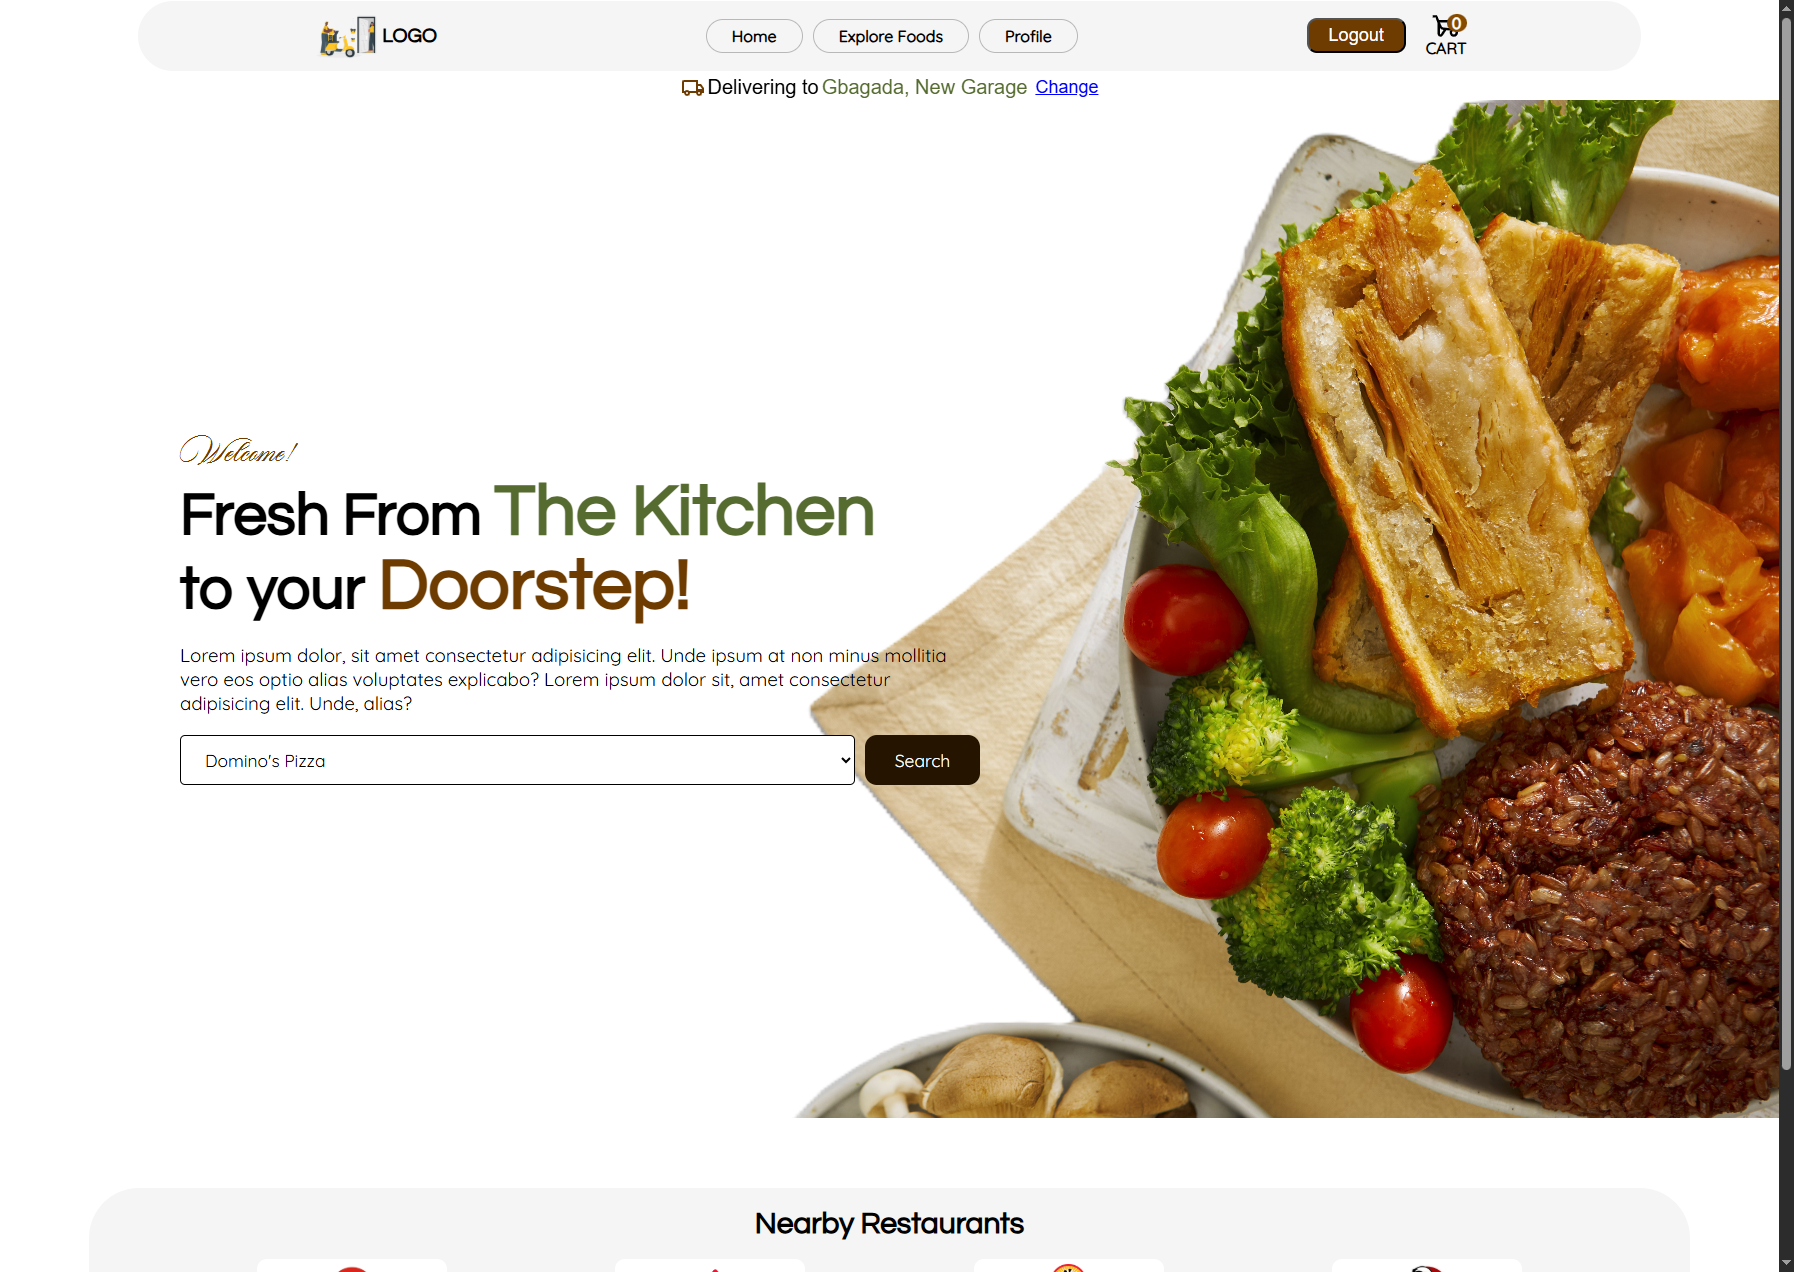 LOGO
Home
Explore Foods
Profile
Logout
0
CART
Delivering to Gbagada, New Garage Change
Welcome!
Fresh From The Kitchen
to your Doorstep!
Lorem ipsum dolor, sit amet consectetur adipisicing elit. Unde ipsum at non minus mollitia
vero eos optio alias voluptates explicabo? Lorem ipsum dolor sit, amet consectetur
adipisicing elit. Unde, alias?
Domino's Pizza
Search
Nearby Restaurants